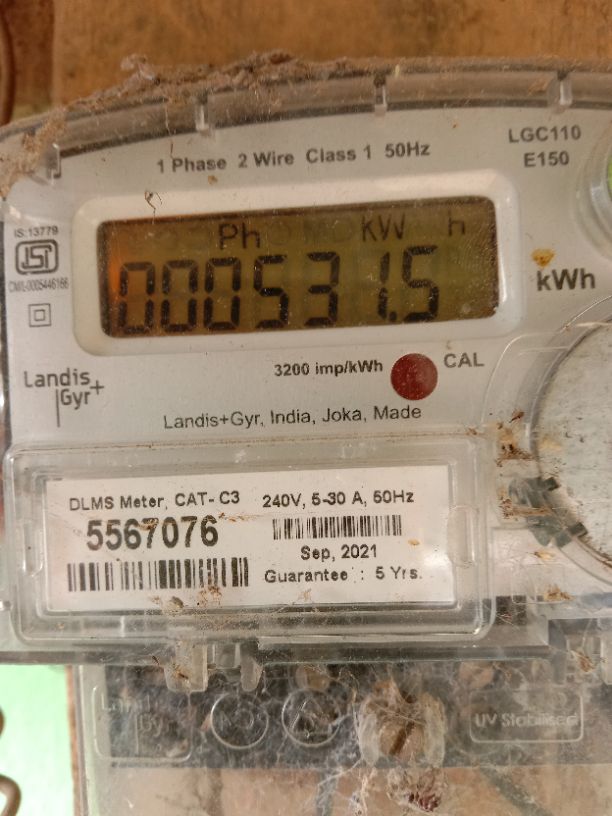 LGC110
E150
1 Phase 2 Wire Class 1 50Hz
IS:13779
ISI
CM/L-0005446166
Ph kW h
000531.5
kWh
3200 imp/kWh
CAL
Landis+
Gyr
Landis+Gyr, India, Joka, Made
DLMS Meter, CAT- C3
240V, 5-30 A, 50Hz
5567076
Sep, 2021
Guarantee : 5 Yrs.
UV Stabilised